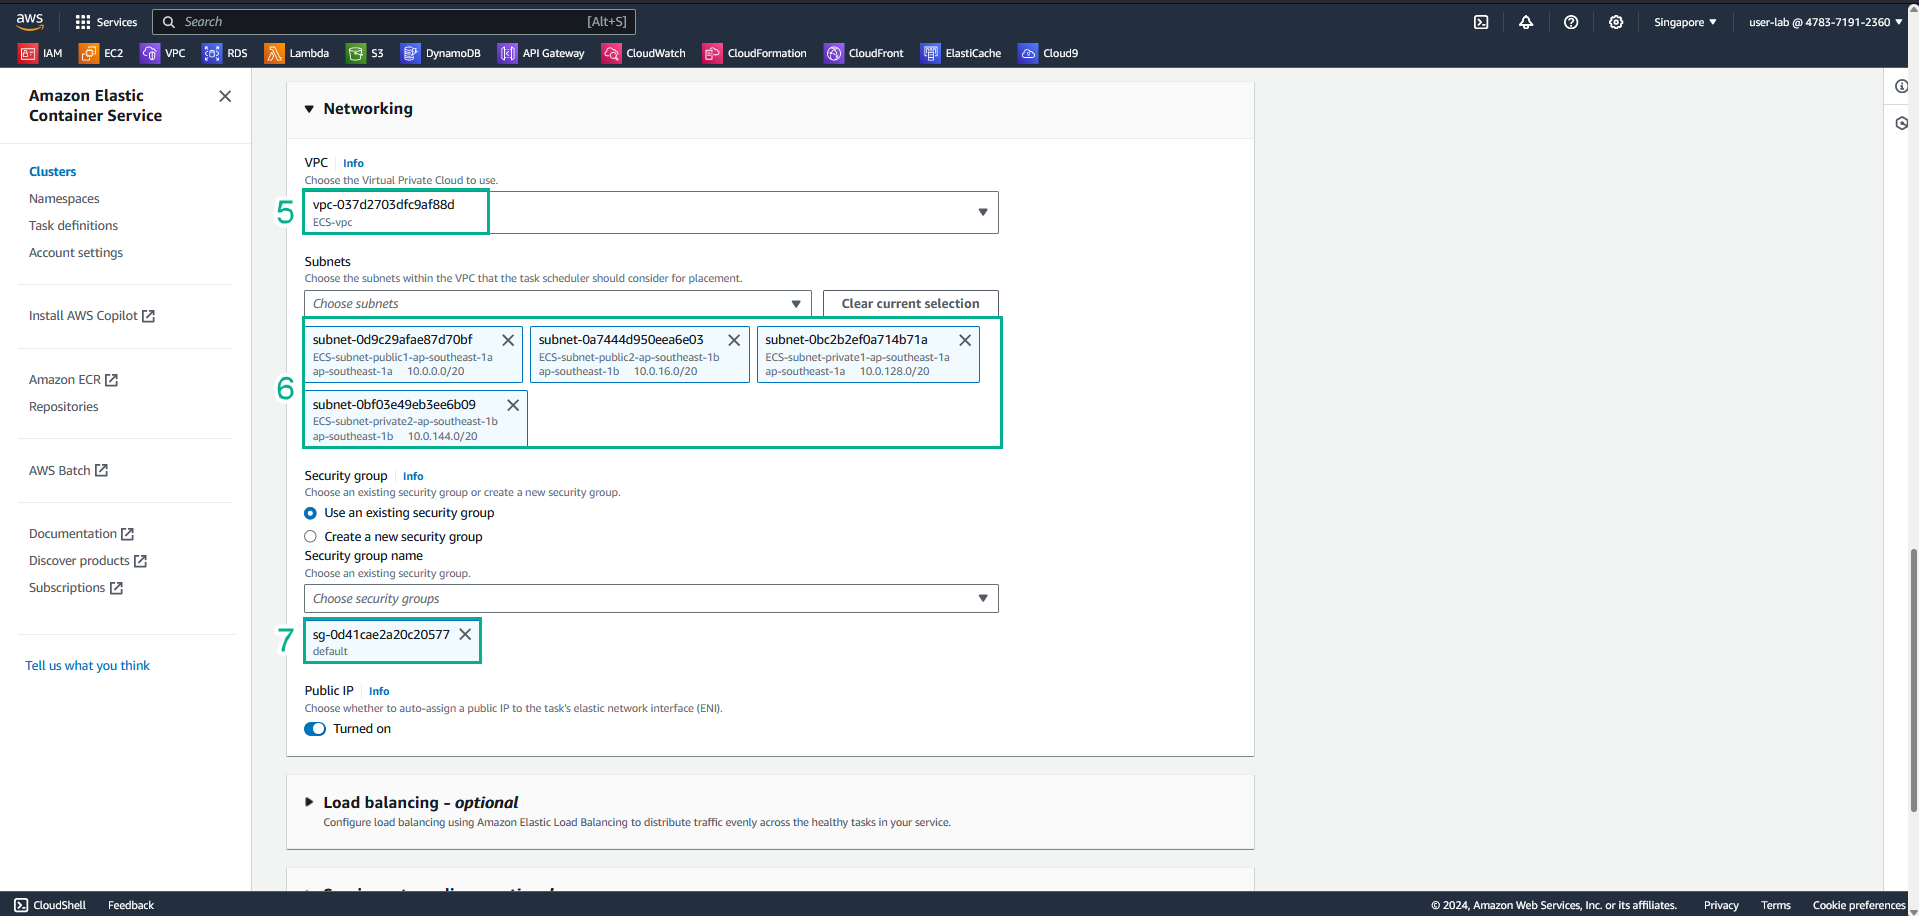 aws
Services
Search
[Alt+S]
Singapore
user-lab @ 4783-7191-2360
IAM
EC2
VPC
RDS
Lambda
S3
DynamoDB
API Gateway
CloudWatch
CloudFormation
CloudFront
ElastiCache
Cloud9
Amazon Elastic
Container Service
Clusters
Namespaces
Task definitions
Account settings
Install AWS Copilot
Amazon ECR
Repositories
AWS Batch
Documentation
Discover products
Subscriptions
Tell us what you think
Networking
VPC Info
Choose the Virtual Private Cloud to use.
5
vpc-037d2703dfc9af88d
ECS-vpc
Subnets
Choose the subnets within the VPC that the task scheduler should consider for placement.
Choose subnets
Clear current selection
6
subnet-0d9c29afae87d70bf
ECS-subnet-public1-ap-southeast-1a
ap-southeast-1a 10.0.0.0/20
subnet-0a7444d950eea6e03
ECS-subnet-public2-ap-southeast-1b
ap-southeast-1b 10.0.16.0/20
subnet-0bc2b2ef0a714b71a
ECS-subnet-private1-ap-southeast-1a
ap-southeast-1a 10.0.128.0/20
subnet-0bf03e49eb3ee6b09
ECS-subnet-private2-ap-southeast-1b
ap-southeast-1b 10.0.144.0/20
Security group Info
Choose an existing security group or create a new security group.
Use an existing security group
Create a new security group
Security group name
Choose an existing security group.
Choose security groups
7
sg-0d41cae2a20c20577
default
Public IP Info
Choose whether to auto-assign a public IP to the task's elastic network interface (ENI).
Turned on
Load balancing - optional
Configure load balancing using Amazon Elastic Load Balancing to distribute traffic evenly across the healthy tasks in your service.
CloudShell
Feedback
© 2024, Amazon Web Services, Inc. or its affiliates.
Privacy
Terms
Cookie preferences